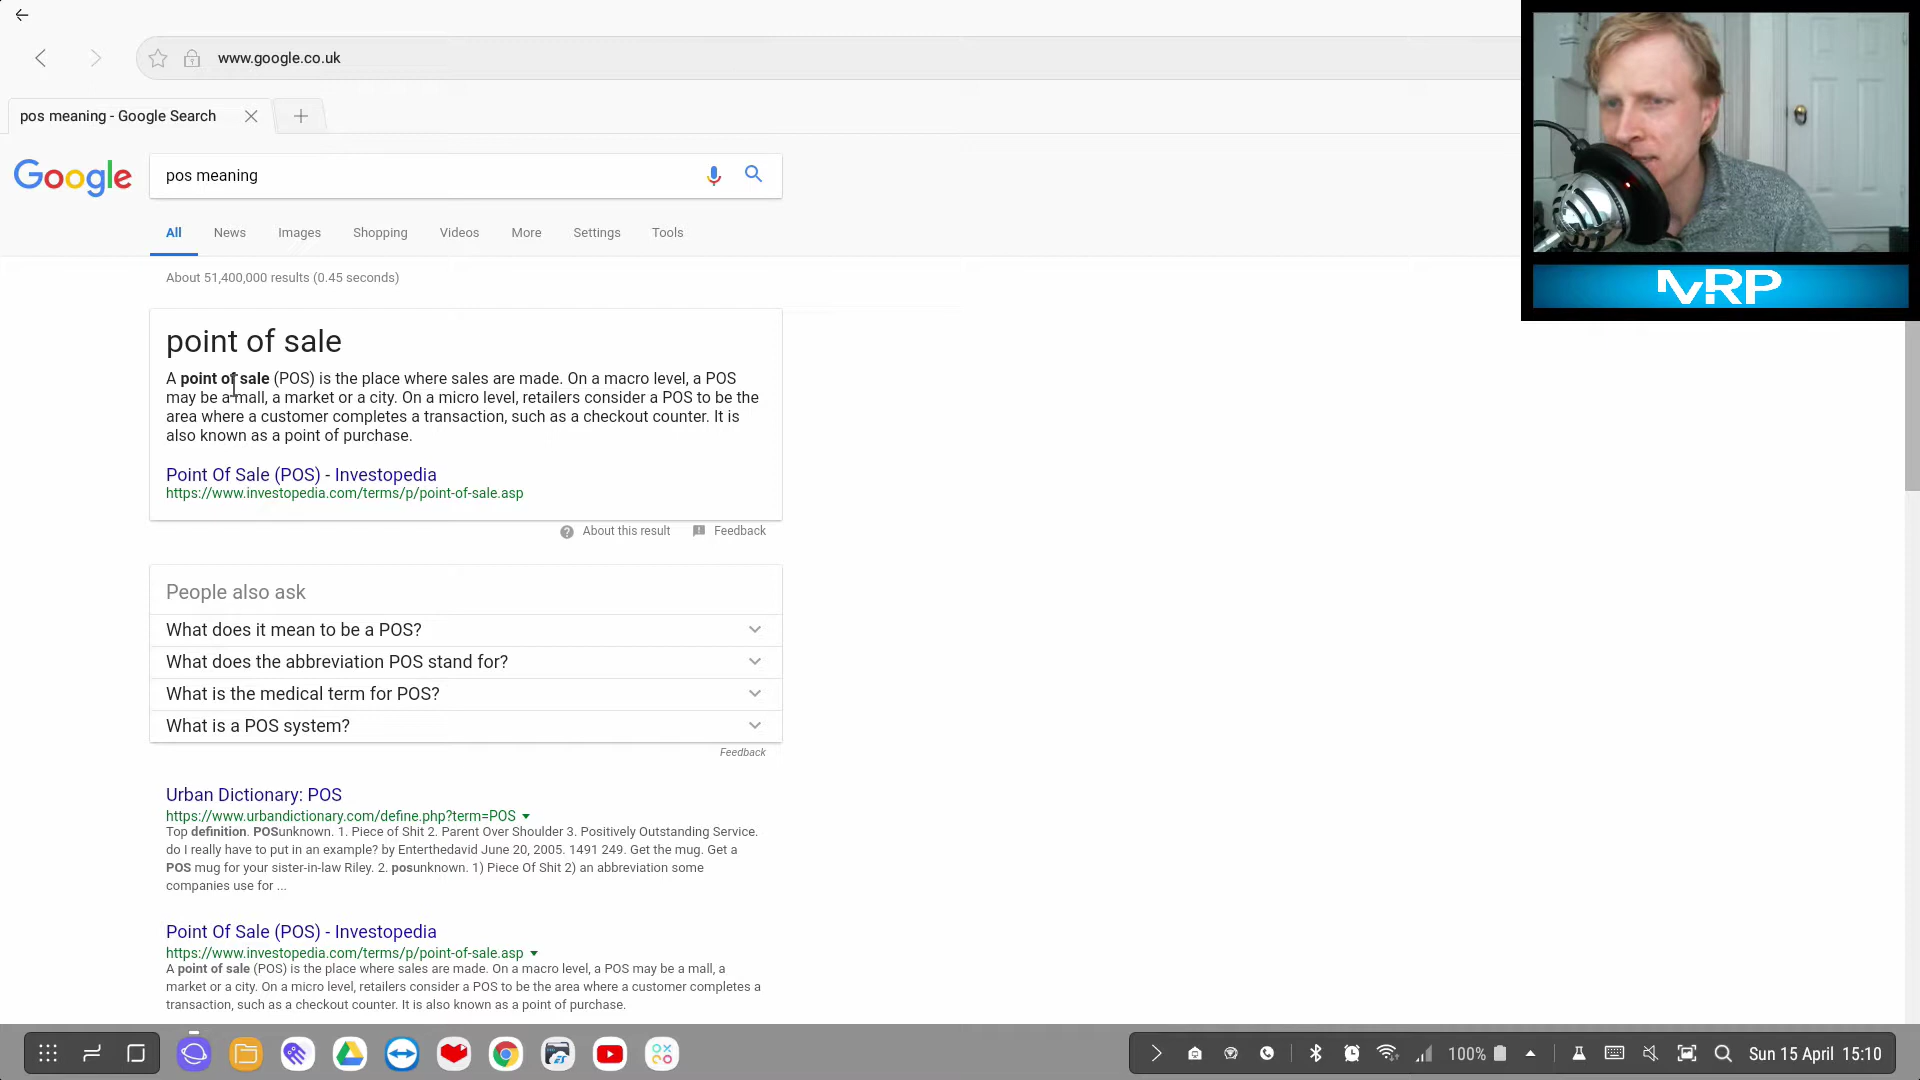 www.google.co.uk
pos meaning - Google Search
Google
pos meaning
All News Images Shopping Videos More Settings Tools
About 51,400,000 results (0.45 seconds)
point of sale
A point of sale (POS) is the place where sales are made. On a macro level, a POS
may be a mall, a market or a city. On a micro level, retailers consider a POS to be the
area where a customer completes a transaction, such as a checkout counter. It is
also known as a point of purchase.
Point Of Sale (POS) - Investopedia
https://www.investopedia.com/terms/p/point-of-sale.asp
About this result Feedback
People also ask
What does it mean to be a POS?
What does the abbreviation POS stand for?
What is the medical term for POS?
What is a POS system?
Feedback
Urban Dictionary: POS
https://www.urbandictionary.com/define.php?term=POS
Top definition. POSunknown. 1. Piece of Shit 2. Parent Over Shoulder 3. Positively Outstanding Service.
do I really have to put in an example? by Enterthedavid June 20, 2005. 1491 249. Get the mug. Get a
POS mug for your sister-in-law Riley. 2. posunknown. 1) Piece Of Shit 2) an abbreviation some
companies use for ...
Point Of Sale (POS) - Investopedia
https://www.investopedia.com/terms/p/point-of-sale.asp
A point of sale (POS) is the place where sales are made. On a macro level, a POS may be a mall, a
market or a city. On a micro level, retailers consider a POS to be the area where a customer completes a
transaction, such as a checkout counter. It is also known as a point of purchase.
MRP
100%
Sun 15 April 15:10